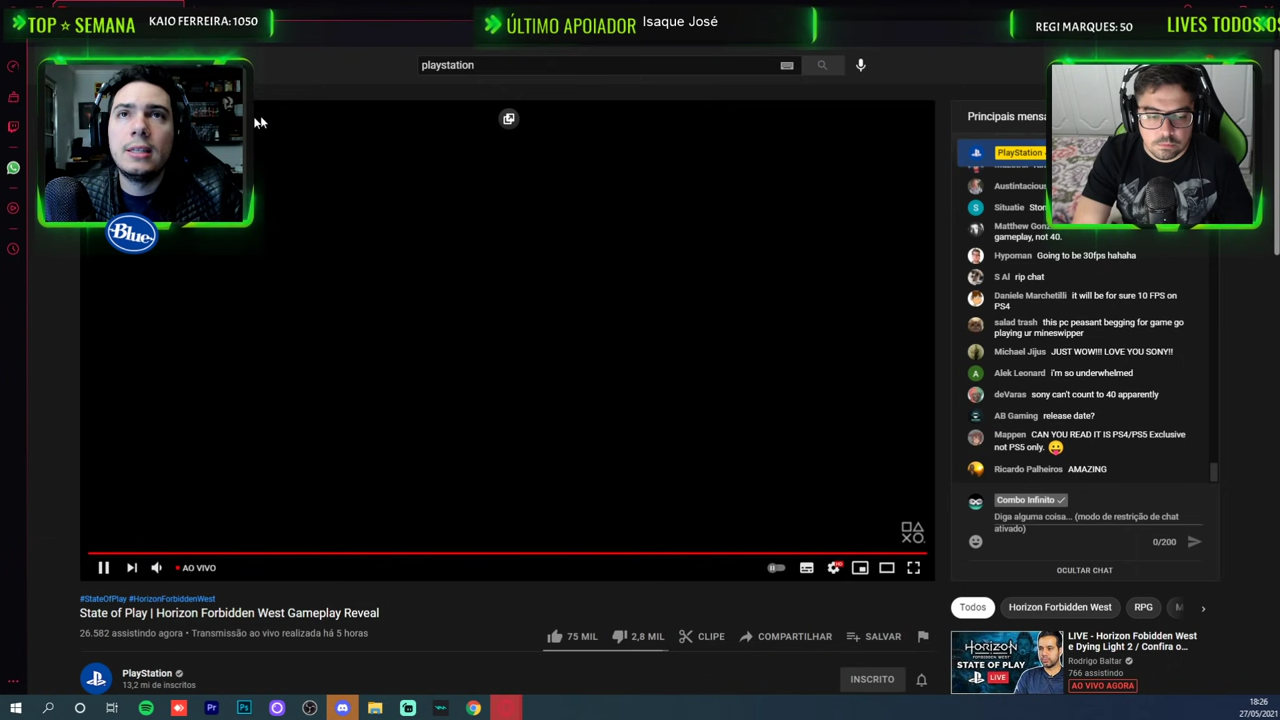 TOP ☆ SEMANA
KAIO FERREIRA: 1050
ÚLTIMO APOIADOR
Isaque José
REGI MARQUES: 50
LIVES TODOS OS
playstation
Blue
Principais mensa
PlayStation
Austintacious
Situatie Ston
Matthew Gonz
gameplay, not 40.
Hypoman Going to be 30fps hahaha
S Al rip chat
Daniele Marchetilli it will be for sure 10 FPS on
PS4
salad trash this pc peasant begging for game go
playing ur mineswipper
Michael Jijus JUST WOW!!! LOVE YOU SONY!!
A
Alek Leonard i'm so underwhelmed
deVaras sony can't count to 40 apparently
AB Gaming release date?
Mappen CAN YOU READ IT IS PS4/PS5 Exclusive
not PS5 only. 😛
Ricardo Palheiros AMAZING
Combo Infinito ✓
Diga alguma coisa... (modo de restrição de chat
ativado)
0/200
OCULTAR CHAT
AO VIVO
HD
#StateOfPlay #HorizonForbiddenWest
State of Play | Horizon Forbidden West Gameplay Reveal
26.582 assistindo agora • Transmissão ao vivo realizada há 5 horas
75 MIL
2,8 MIL
CLIPE
COMPARTILHAR
SALVAR
PlayStation
13,2 mi de inscritos
INSCRITO
Todos
Horizon Forbidden West
RPG
M
HORIZON
FORBIDDEN WEST
STATE OF PLAY
LIVE
LIVE - Horizon Fobidden West
e Dying Light 2 / Confira o...
Rodrigo Baltar
766 assistindo
AO VIVO AGORA
Pr
Ps
18:26
27/05/2021